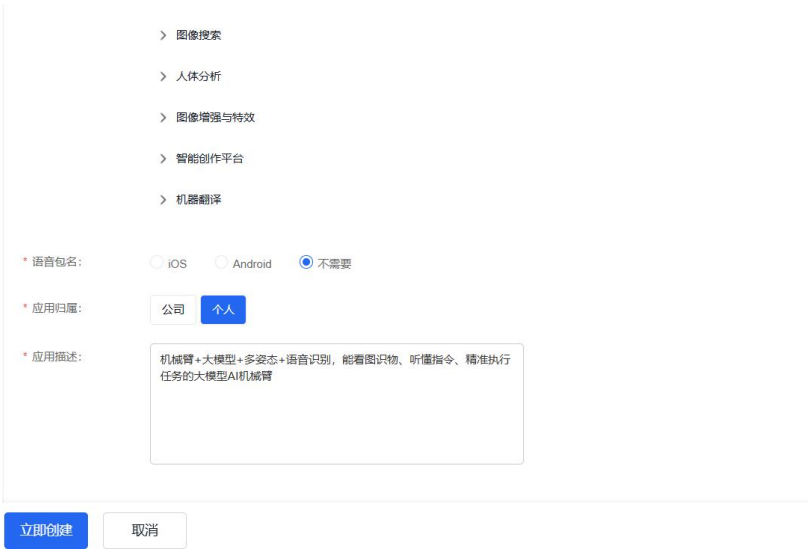 图像搜索
人体分析
图像增强与特效
智能创作平台
机器翻译
* 语音包名: iOS Android 不需要
* 应用归属: 公司 个人
* 应用描述: 机械臂+大模型+多姿态+语音识别，能看图识物、听懂指令、精准执行
任务的大模型AI机械臂
立即创建 取消